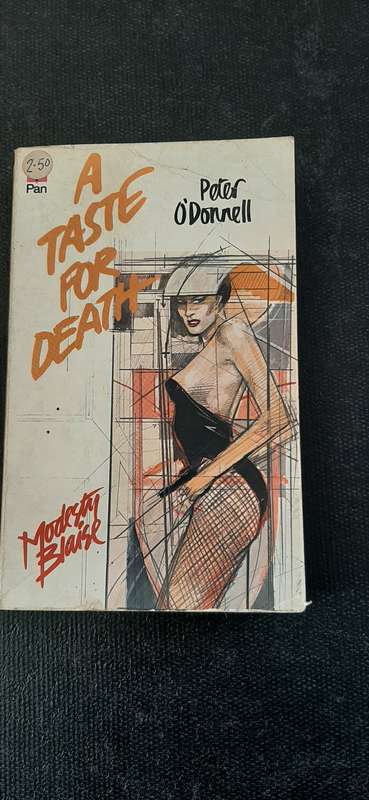 2.50
Pan
A
TASTE
FOR
DEATH
Peter
O'Donnell
Modesty
Blaise